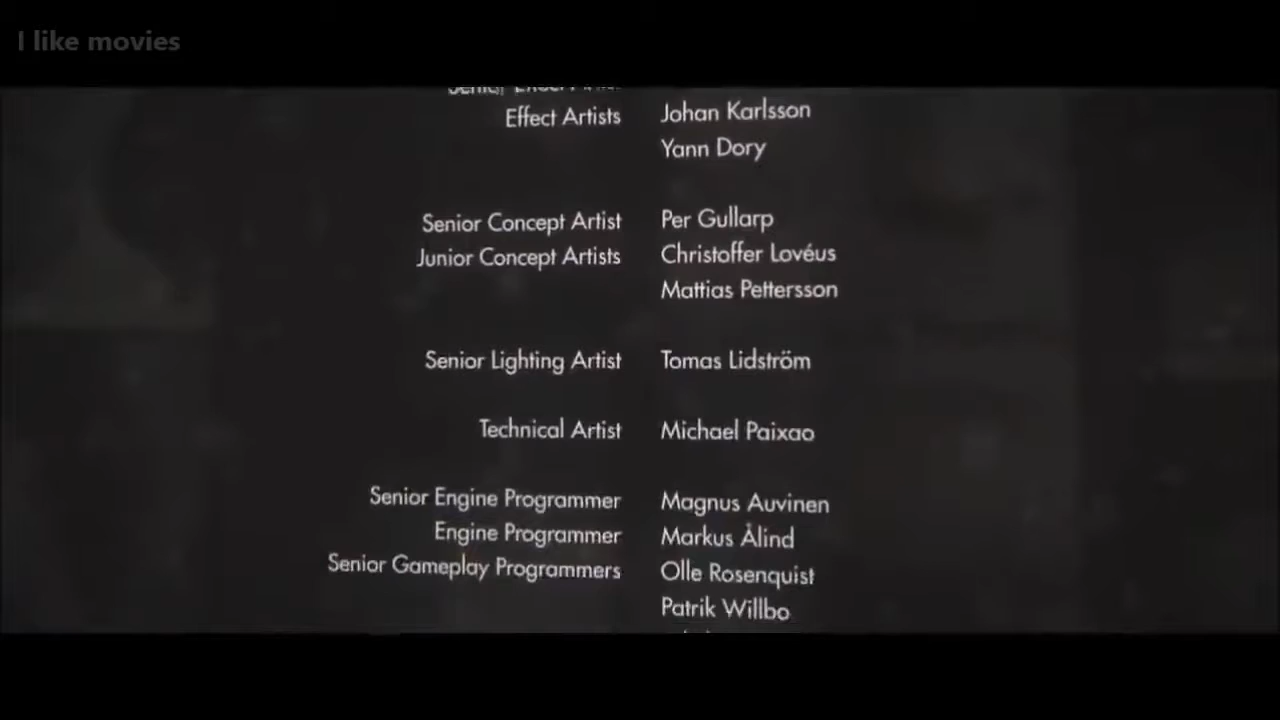 I like movies
Effect Artists Johan Karlsson
Yann Dory
Senior Concept Artist Per Gullarp
Junior Concept Artists Christoffer Lovéus
Mattias Pettersson
Senior Lighting Artist Tomas Lidström
Technical Artist Michael Paixao
Senior Engine Programmer Magnus Auvinen
Engine Programmer Markus Ålind
Senior Gameplay Programmers Olle Rosenquist
Patrik Willbo